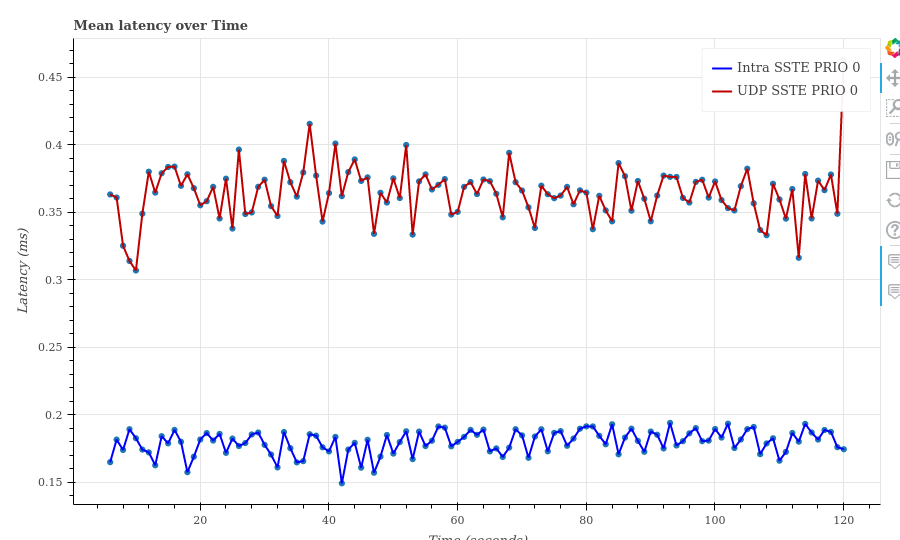 Mean latency over Time
Intra SSTE PRIO 0
UDP SSTE PRIO 0
Latency (ms)
0.45
0.4
0.35
0.3
0.25
0.2
0.15
20 40 60 80 100 120
Time (seconds)